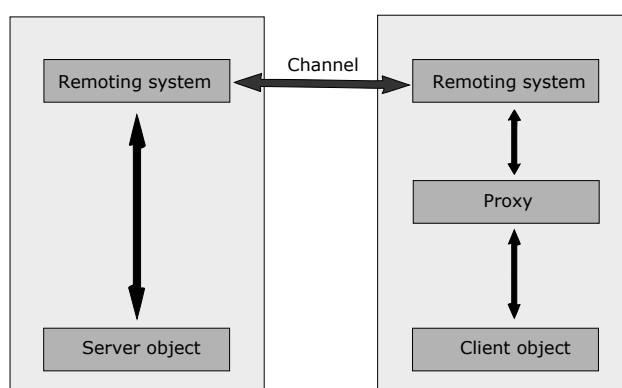 Channel
Remoting system
Remoting system
Proxy
Server object
Client object